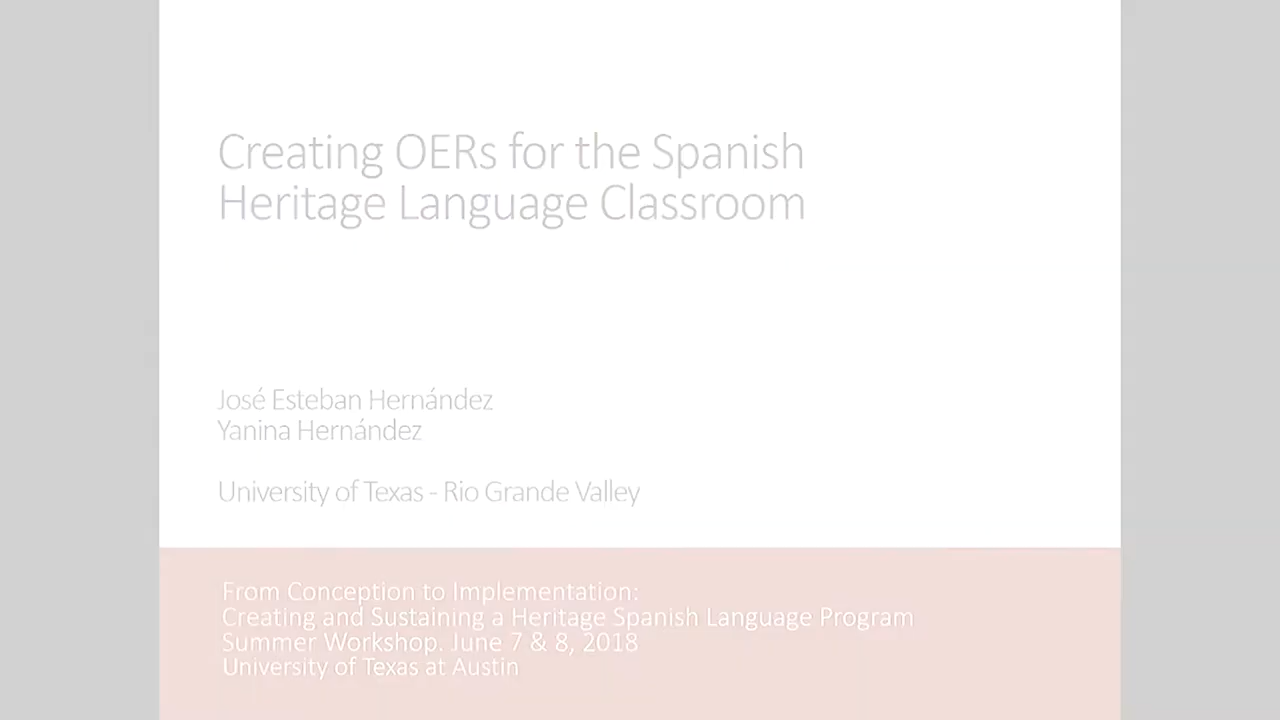 Creating OERs for the Spanish
Heritage Language Classroom
José Esteban Hernández
Yanina Hernández
University of Texas - Rio Grande Valley
From Conception to Implementation:
Creating and Sustaining a Heritage Spanish Language Program
Summer Workshop. June 7 & 8, 2018
University of Texas at Austin